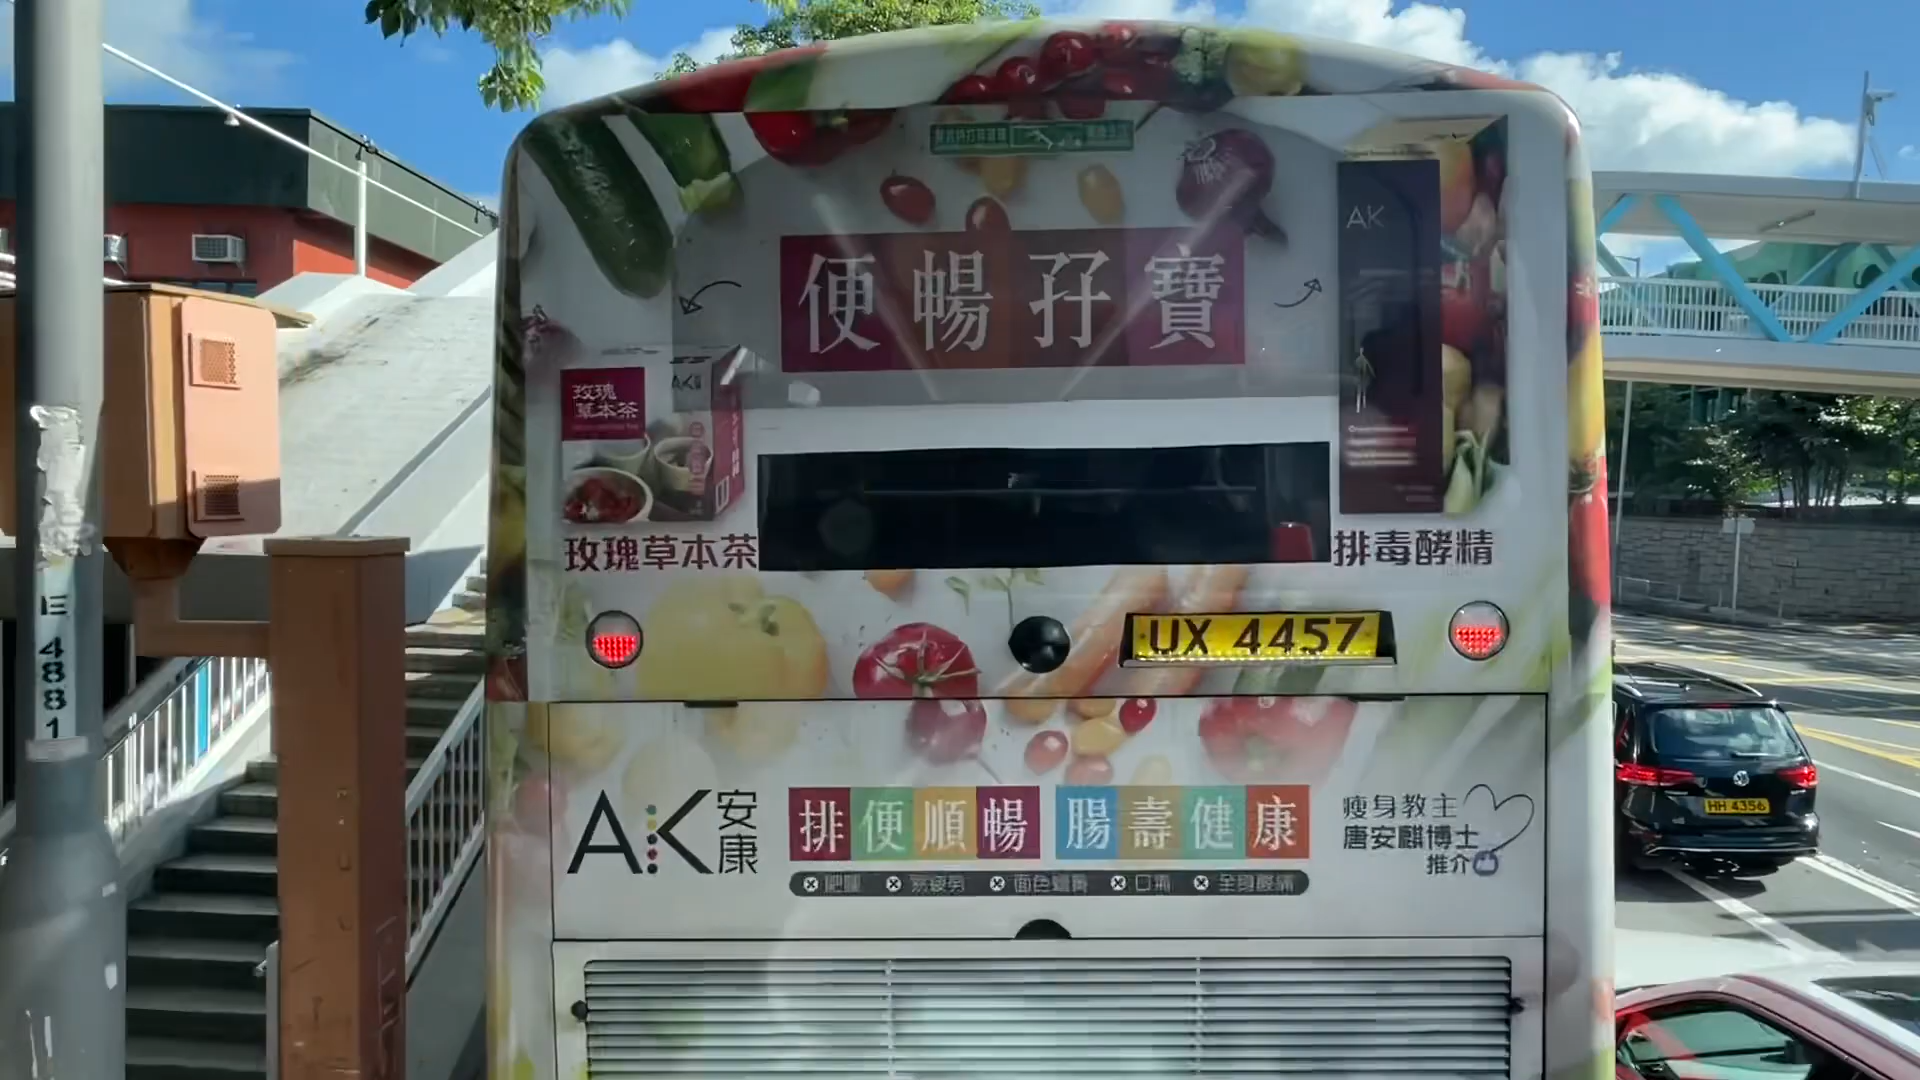 便暢孖寶
AK
玫瑰
草本茶
AK
玫瑰草本茶
排毒酵精
UX 4457
E
4881
HH 4356
AK 安康
排便順暢 腸壽健康
瘦身教主
唐安麒博士
推介
口氣